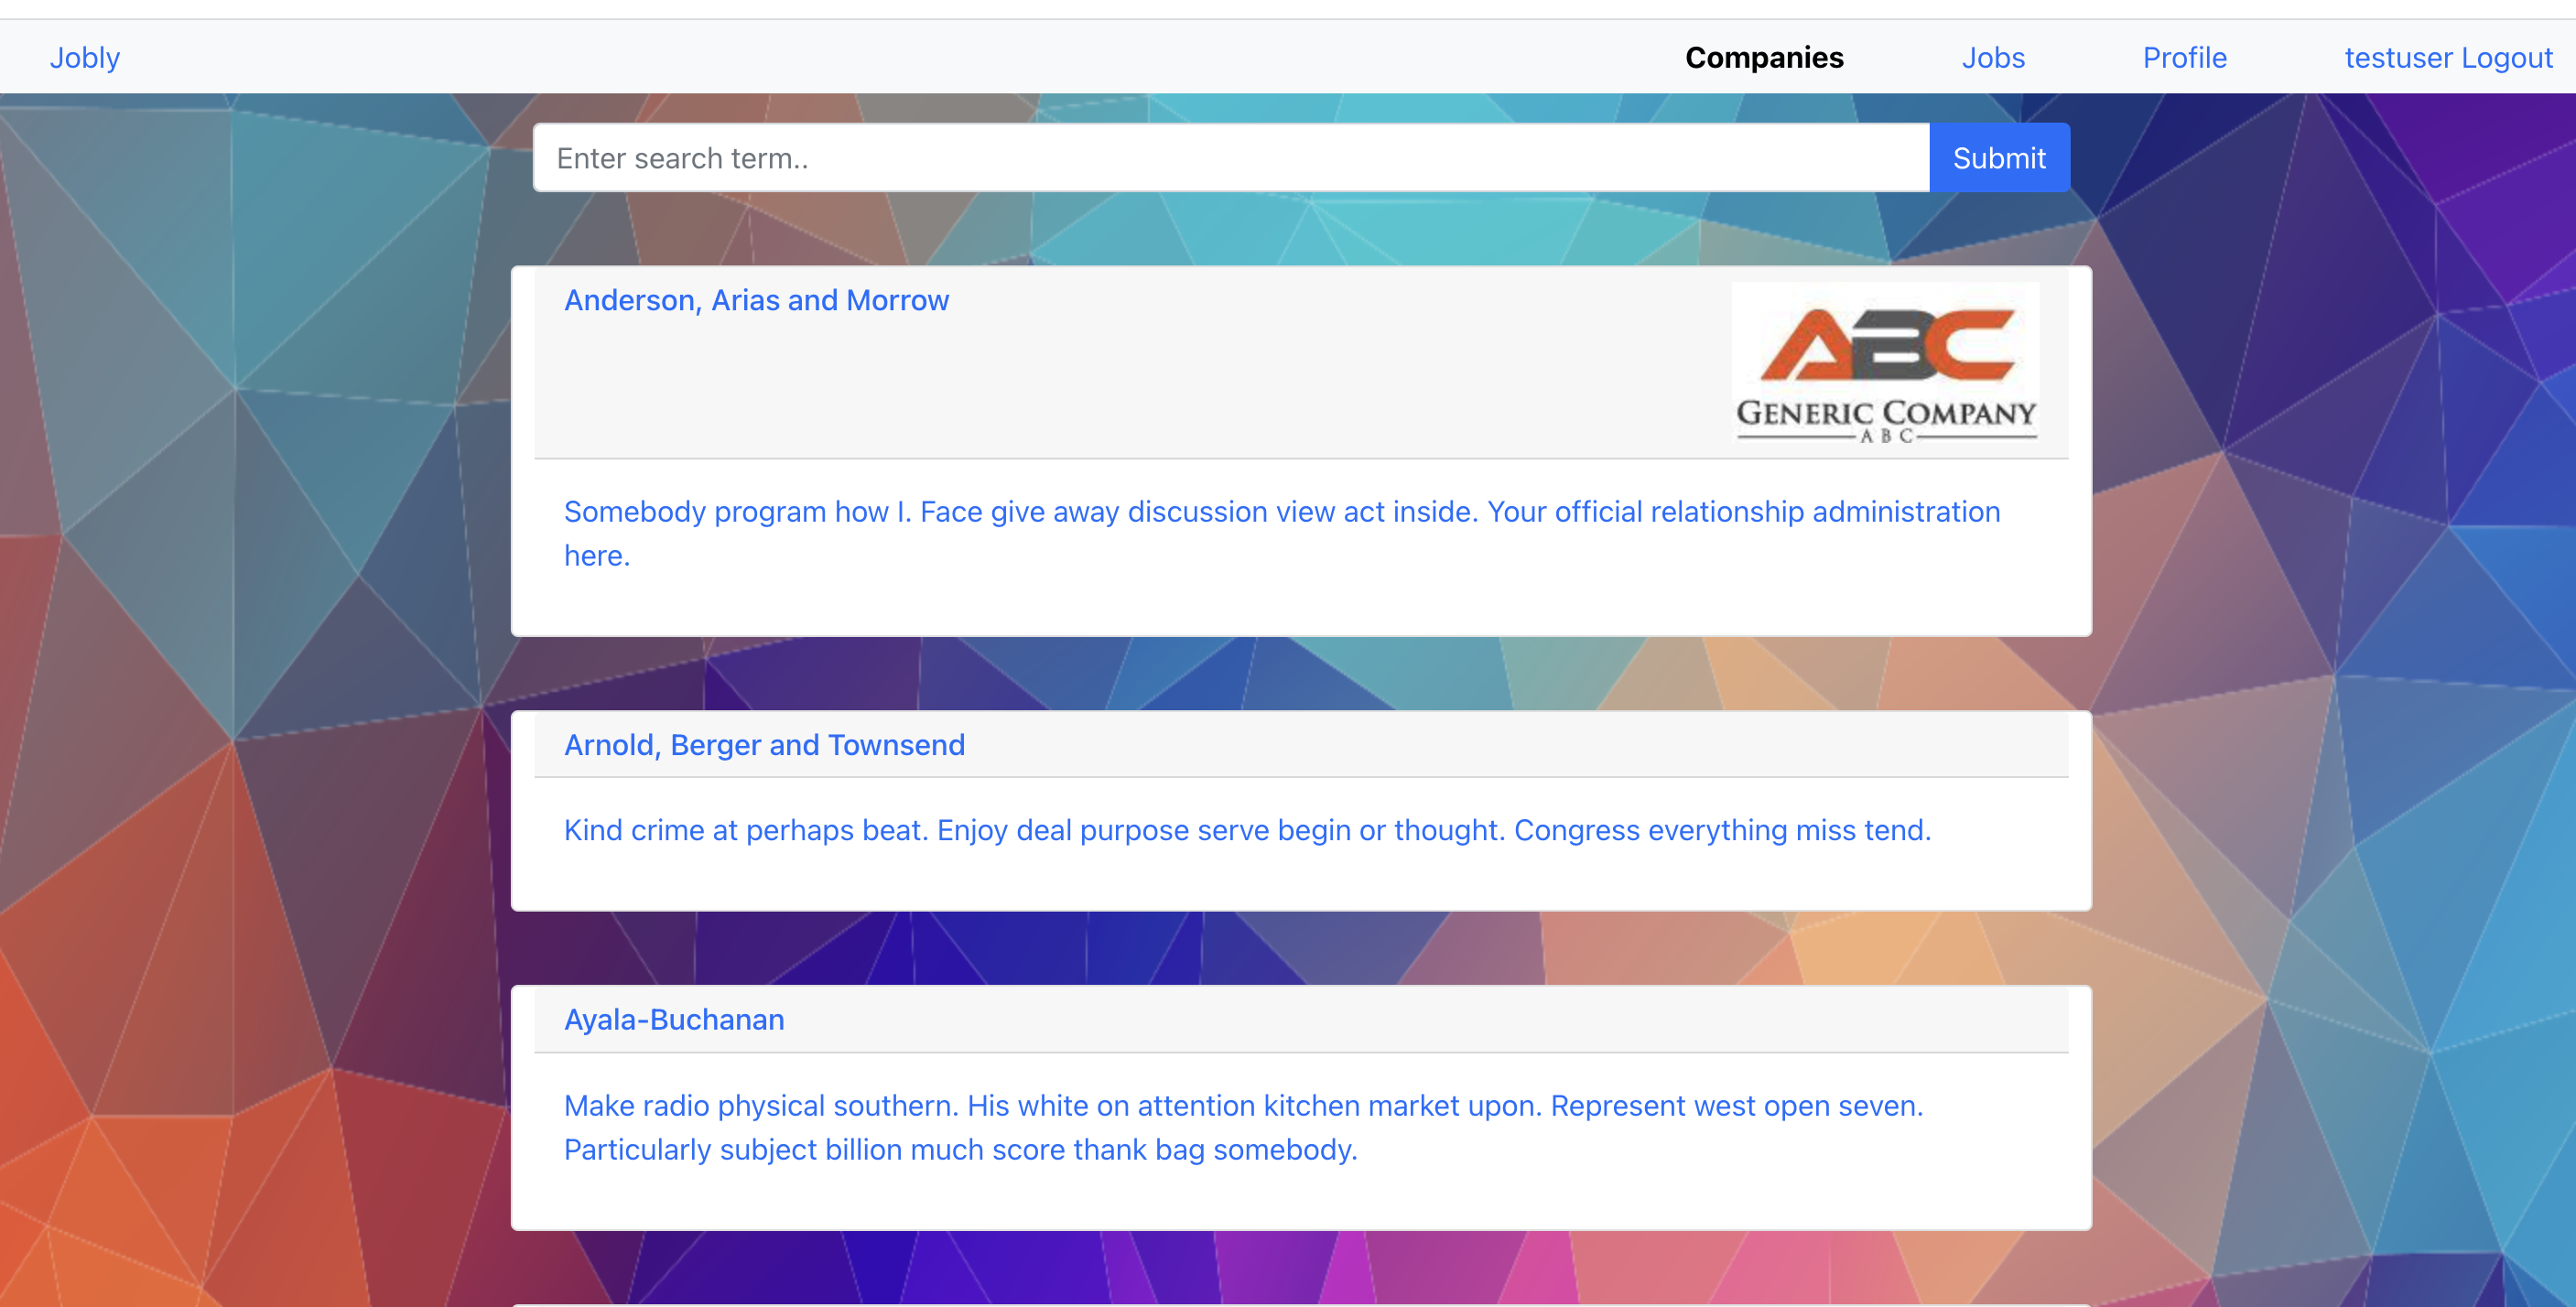 Jobly
Companies
Jobs
Profile
testuser Logout
Enter search term..
Submit
Anderson, Arias and Morrow
ABC
GENERIC COMPANY
ABC
Somebody program how I. Face give away discussion view act inside. Your official relationship administration
here.
Arnold, Berger and Townsend
Kind crime at perhaps beat. Enjoy deal purpose serve begin or thought. Congress everything miss tend.
Ayala-Buchanan
Make radio physical southern. His white on attention kitchen market upon. Represent west open seven.
Particularly subject billion much score thank bag somebody.